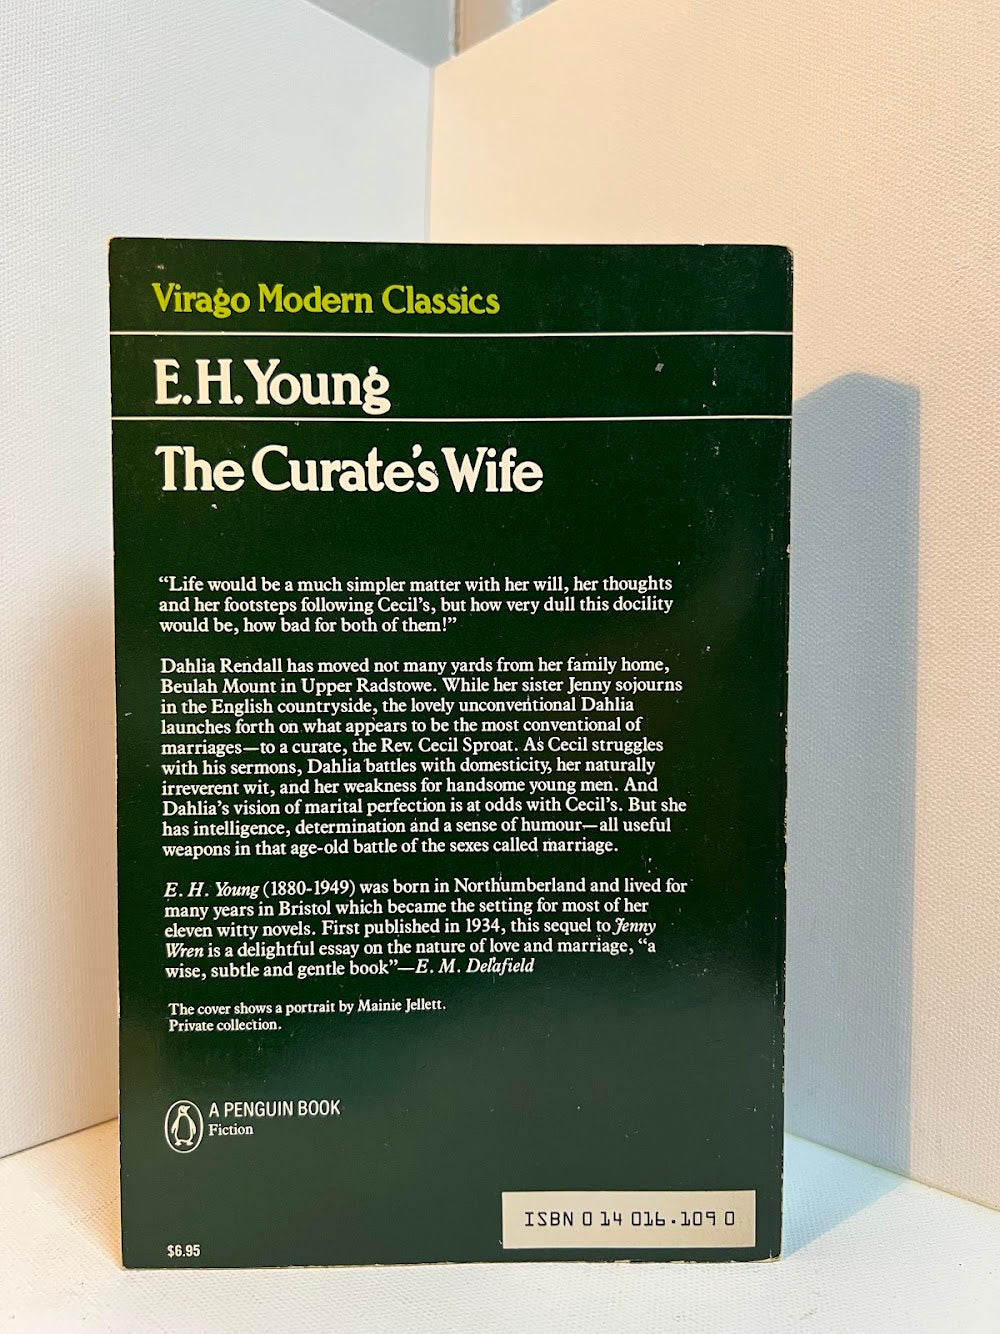 Virago Modern Classics
E.H. Young
The Curate's Wife
“Life would be a much simpler matter with her will, her thoughts
and her footsteps following Cecil's, but how very dull this docility
would be, how bad for both of them!”
Dahlia Rendall has moved not many yards from her family home,
Beulah Mount in Upper Radstowe. While her sister Jenny sojourns
in the English countryside, the lovely unconventional Dahlia
launches forth on what appears to be the most conventional of
marriages—to a curate, the Rev. Cecil Sproat. As Cecil struggles
with his sermons, Dahlia battles with domesticity, her naturally
irreverent wit, and her weakness for handsome young men. And
Dahlia's vision of marital perfection is at odds with Cecil's. But she
has intelligence, determination and a sense of humour—all useful
weapons in that age-old battle of the sexes called marriage.
E. H. Young (1880-1949) was born in Northumberland and lived for
many years in Bristol which became the setting for most of her
eleven witty novels. First published in 1934, this sequel to Jenny
Wren is a delightful essay on the nature of love and marriage, “a
wise, subtle and gentle book”—E. M. Delafield
The cover shows a portrait by Mainie Jellett.
Private collection.
A PENGUIN BOOK
Fiction
ISBN 0 14 016.109 0
$6.95